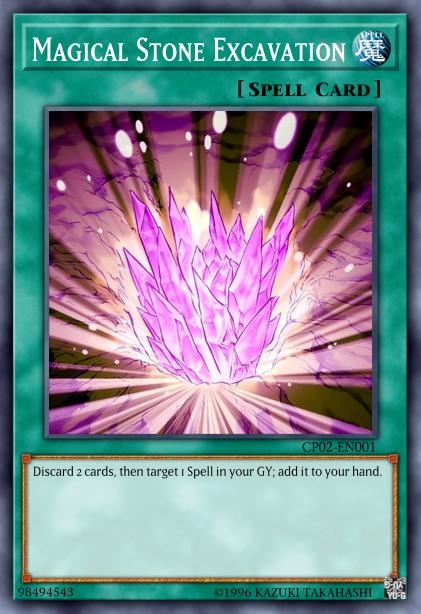 MAGICAL STONE EXCAVATION
SPELL
魔
[SPELL CARD]
CP02-EN001
Discard 2 cards, then target 1 Spell in your GY; add it to your hand.
98494543
©1996 KAZUKI TAKAHASHI